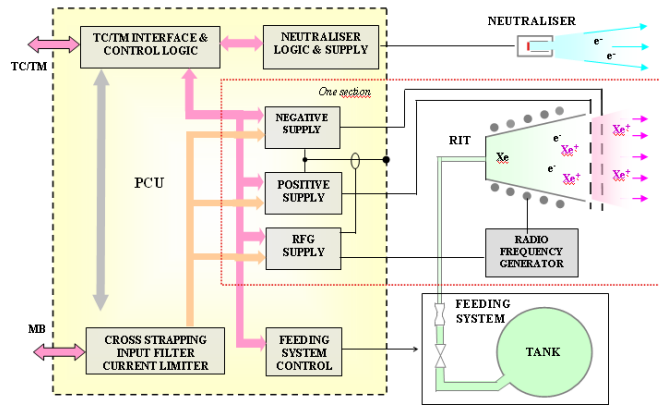 TC/TM INTERFACE &
CONTROL LOGIC
NEUTRALISER
LOGIC & SUPPLY
NEUTRALISER
e-
e-
TC/TM
One section
NEGATIVE
SUPPLY
RIT
Xe
e-
e-
Xe+
Xe+
Xe+
Xe+
Xe+
PCU
POSITIVE
SUPPLY
RFG
SUPPLY
RADIO
FREQUENCY
GENERATOR
FEEDING
SYSTEM
MB
CROSS STRAPPING
INPUT FILTER
CURRENT LIMITER
FEEDING
SYSTEM
CONTROL
TANK